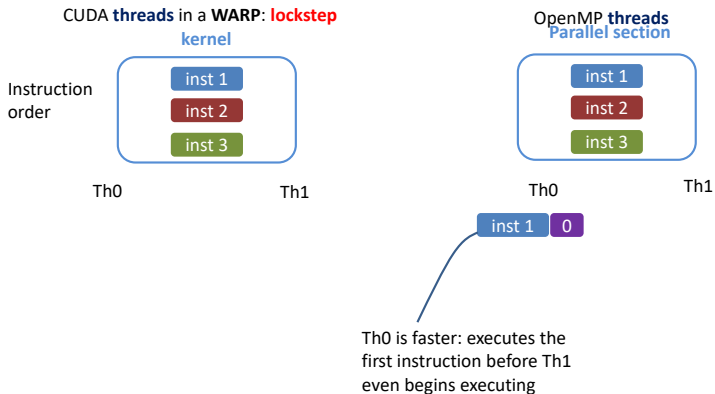 CUDA threads in a WARP: lockstep
kernel
Instruction
order
inst 1
inst 2
inst 3
Th0
Th1
OpenMP threads
Parallel section
inst 1
inst 2
inst 3
Th0
Th1
inst 1 0
Th0 is faster: executes the
first instruction before Th1
even begins executing